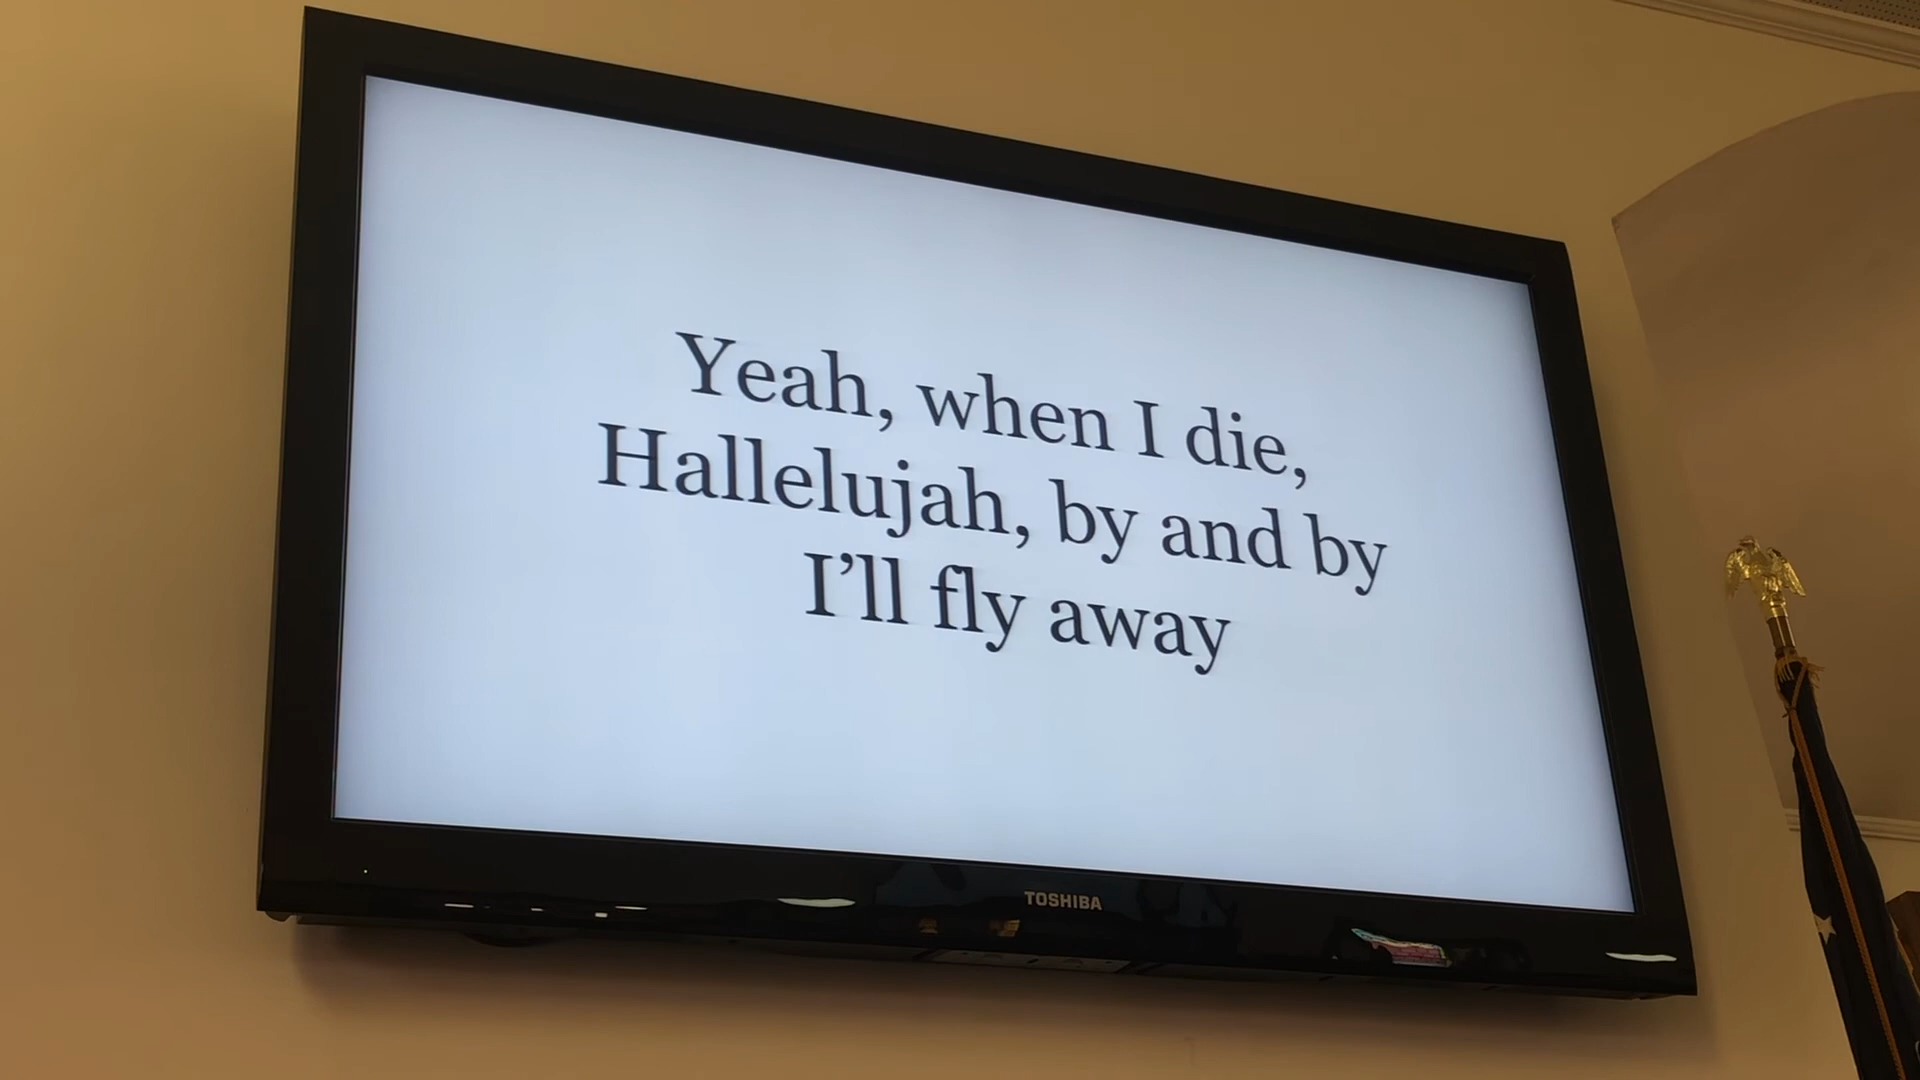 Yeah, when I die,
Hallelujah, by and by
I’ll fly away
TOSHIBA